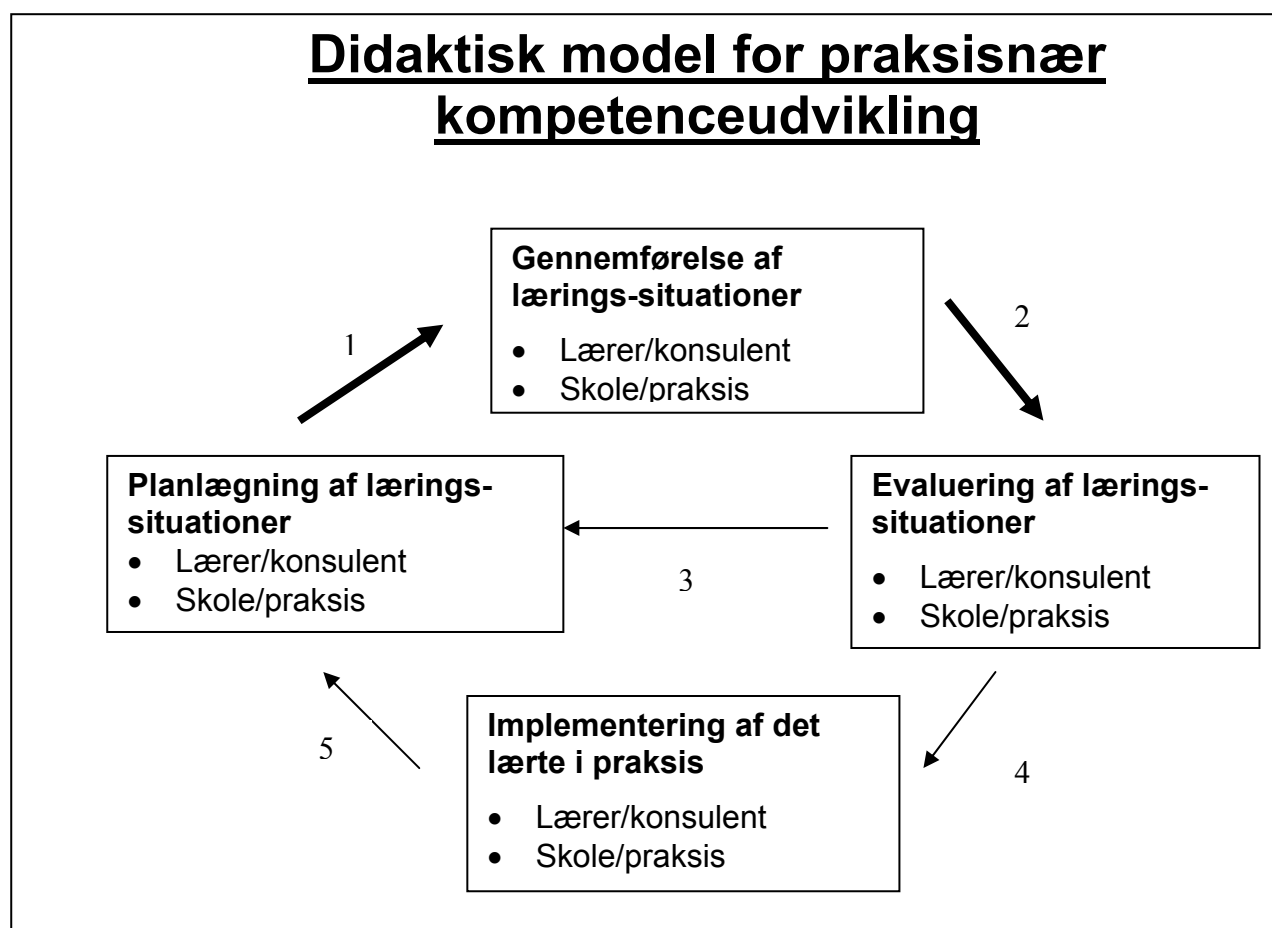 Didaktisk model for praksisnær
kompetenceudvikling
Gennemførelse af
lærings-situationer
• Lærer/konsulent
• Skole/praksis
1
2
Planlægning af lærings-
situationer
• Lærer/konsulent
• Skole/praksis
Evaluering af lærings-
situationer
• Lærer/konsulent
• Skole/praksis
3
Implementering af det
lærte i praksis
• Lærer/konsulent
• Skole/praksis
5
4